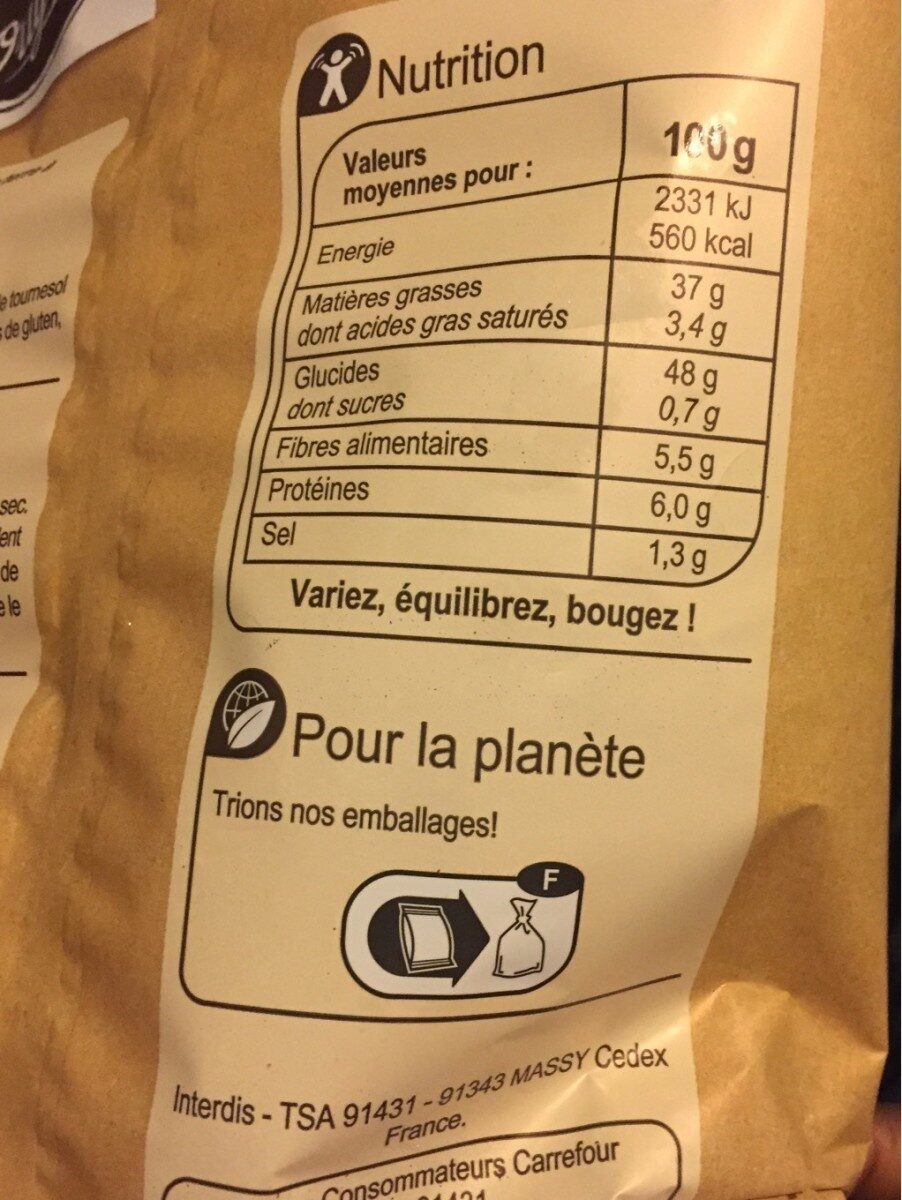 Nutrition
Valeurs
moyennes pour :
100 g
Energie
2331 kJ
560 kcal
Matières grasses
37 g
dont acides gras saturés
3,4 g
Glucides
48 g
dont sucres
0,7 g
Fibres alimentaires
5,5 g
Protéines
6,0 g
Sel
1,3 g
Variez, équilibrez, bougez !
Pour la planète
Trions nos emballages!
F
Interdis - TSA 91431 - 91343 MASSY Cedex
France.
Consommateurs Carrefour
tournesol
de gluten,
sec.
de
le